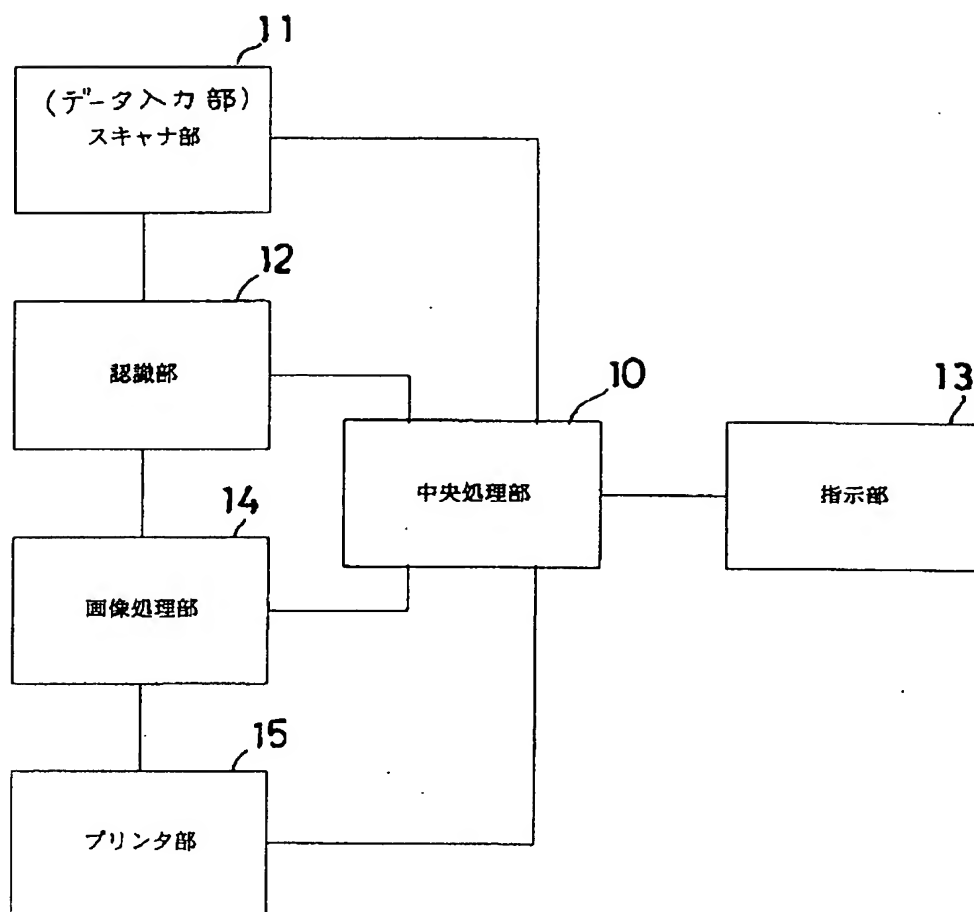 11
(データ入力部)
スキャナ部
12
認識部
10
中央処理部
13
指示部
14
画像処理部
15
プリンタ部